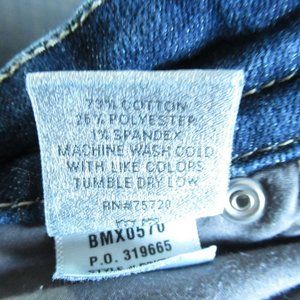 73% COTTON
26% POLYESTER
1% SPANDEX
MACHINE WASH COLD
WITH LIKE COLORS
TUMBLE DRY LOW
RN#75720
BMX0570
P.O. 319665